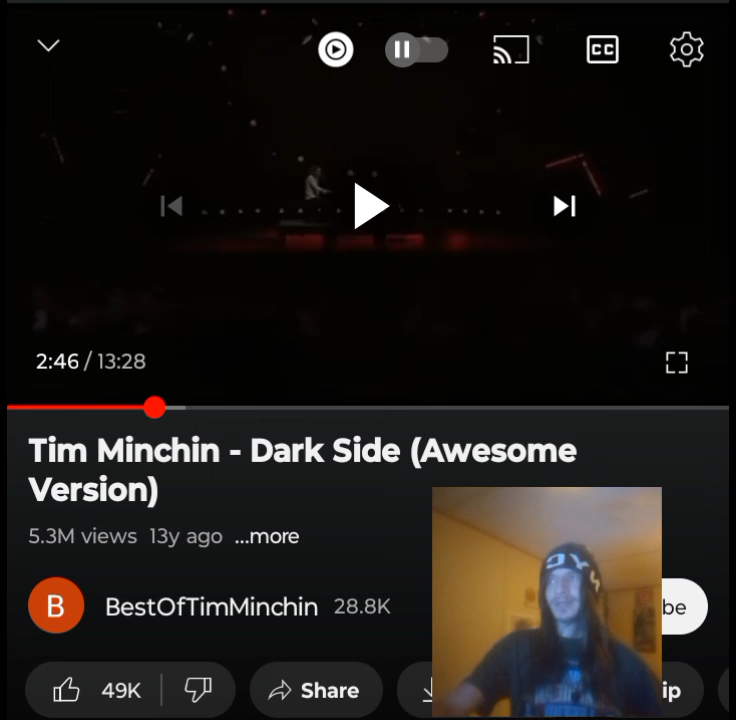 CC
2:46 / 13:28
Tim Minchin - Dark Side (Awesome
Version)
5.3M views 13y ago ...more
B BestOfTimMinchin 28.8K be
49K Share ip